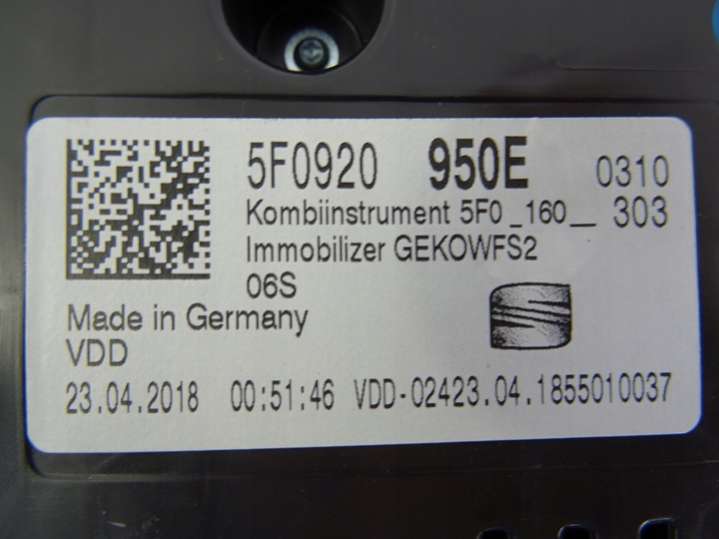 5F0920 950E 0310
Kombiinstrument 5F0_160__ 303
Immobilizer GEKOWFS2
06S
Made in Germany
VDD
23.04.2018 00:51:46 VDD-02423.04.1855010037